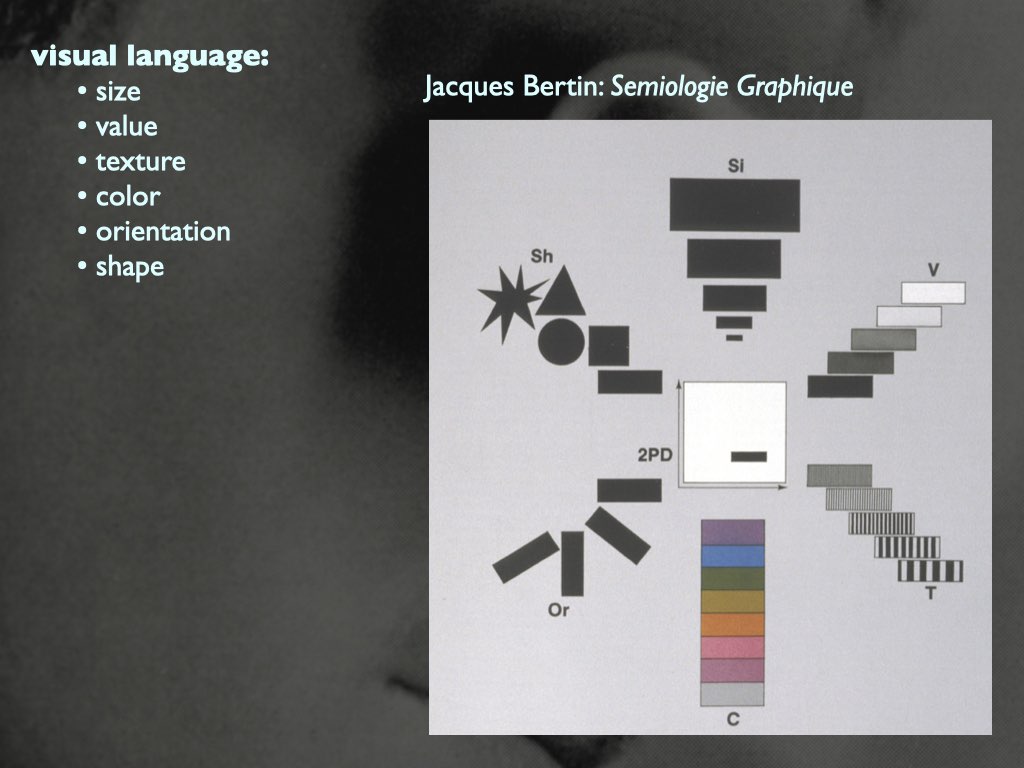 visual language:
• size
• value
• texture
• color
• orientation
• shape
Jacques Bertin: Semiologie Graphique
Si
Sh
V
2PD
Or
T
C